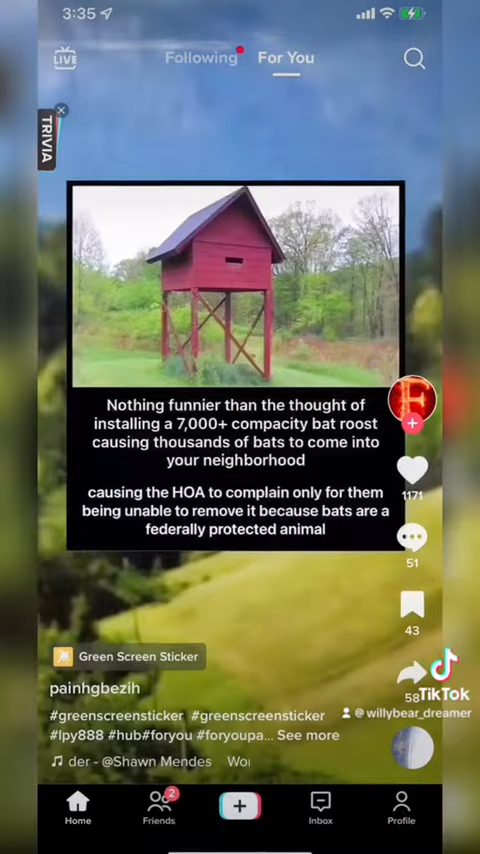 3:35
LIVE
Following
For You
TRIVIA
Nothing funnier than the thought of
installing a 7,000+ compacity bat roost
causing thousands of bats to come into
your neighborhood
causing the HOA to complain only for them
being unable to remove it because bats are a
federally protected animal
1171
51
43
58
Green Screen Sticker
painhgbezih
TikTok
@willybear_dreamer
#greenscreensticker #greenscreensticker
#lpy888 #hub#foryou #foryoupa... See more
der - @Shawn Mendes Wo
2
Home
Friends
Inbox
Profile